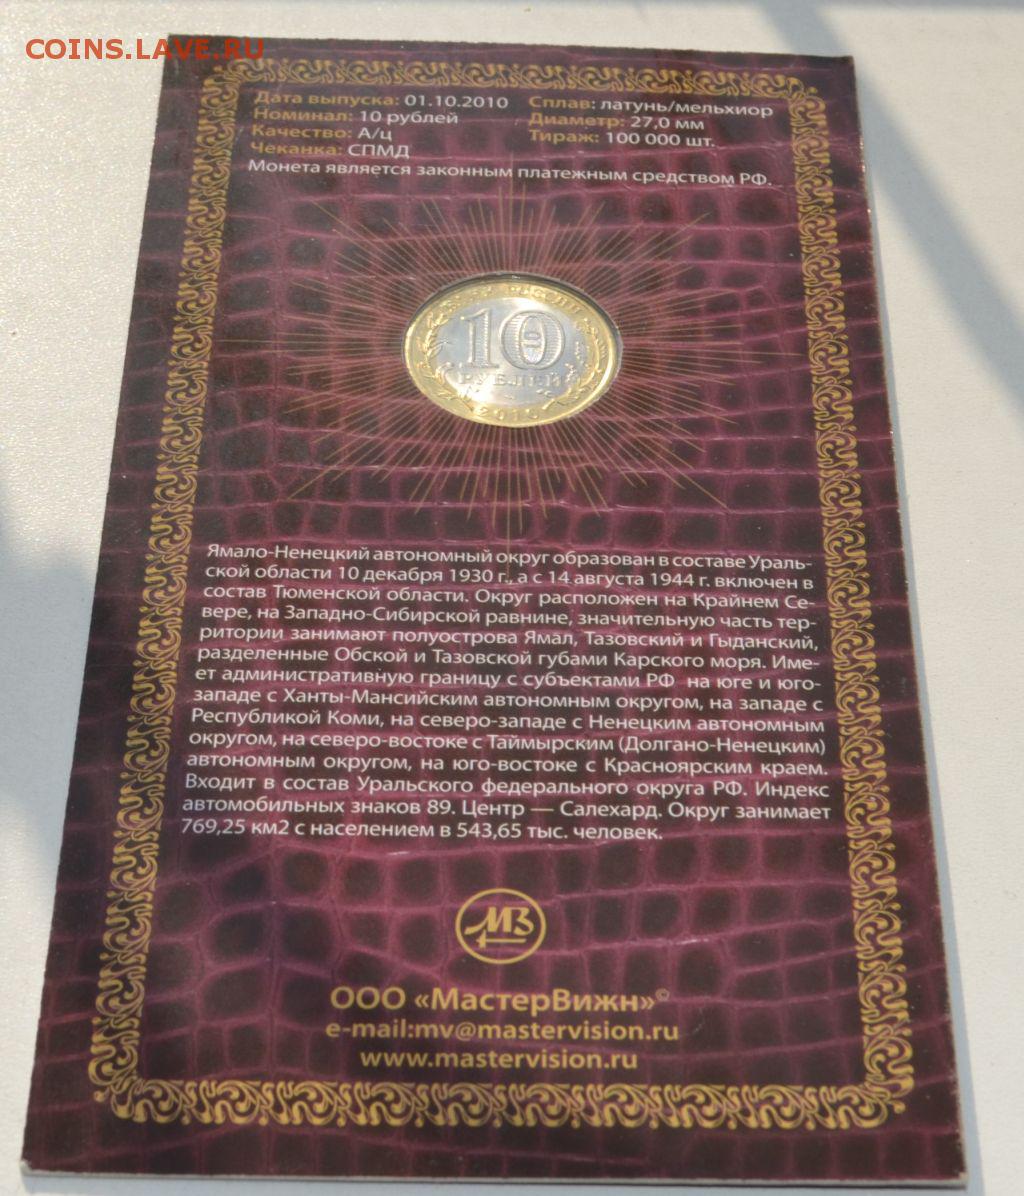 COINS.LAVE.RU
Дата выпуска: 01.10.2010
Номинал: 10 рублей
Качество: А/ц
Чеканка: СПМД
Сплав: латунь/мельхиор
Диаметр: 27,0 мм
Тираж: 100 000 шт.
Монета является законным платежным средством РФ.
10
РУБЛЕЙ
2010
Ямало-Ненецкий автономный округ образован в составе Ураль-
ской области 10 декабря 1930 г., а с 14 августа 1944 г. включен в
состав Тюменской области. Округ расположен на Крайнем Се-
вере, на Западно-Сибирской равнине, значительную часть тер-
ритории занимают полуострова Ямал, Тазовский и Гыданский,
разделенные Обской и Тазовской губами Карского моря. Име-
ет административную границу с субъектами РФ на юге и юго-
западе с Ханты-Мансийским автономным округом, на западе с
Республикой Коми, на северо-западе с Ненецким автономным
округом, на северо-востоке с Таймырским (Долгано-Ненецким)
автономным округом, на юго-востоке с Красноярским краем.
Входит в состав Уральского федерального округа РФ. Индекс
автомобильных знаков 89. Центр — Салехард. Округ занимает
769,25 км2 с населением в 543,65 тыс. человек.
МВ
ООО «МастерВижн»©
e-mail:mv@mastervision.ru
www.mastervision.ru